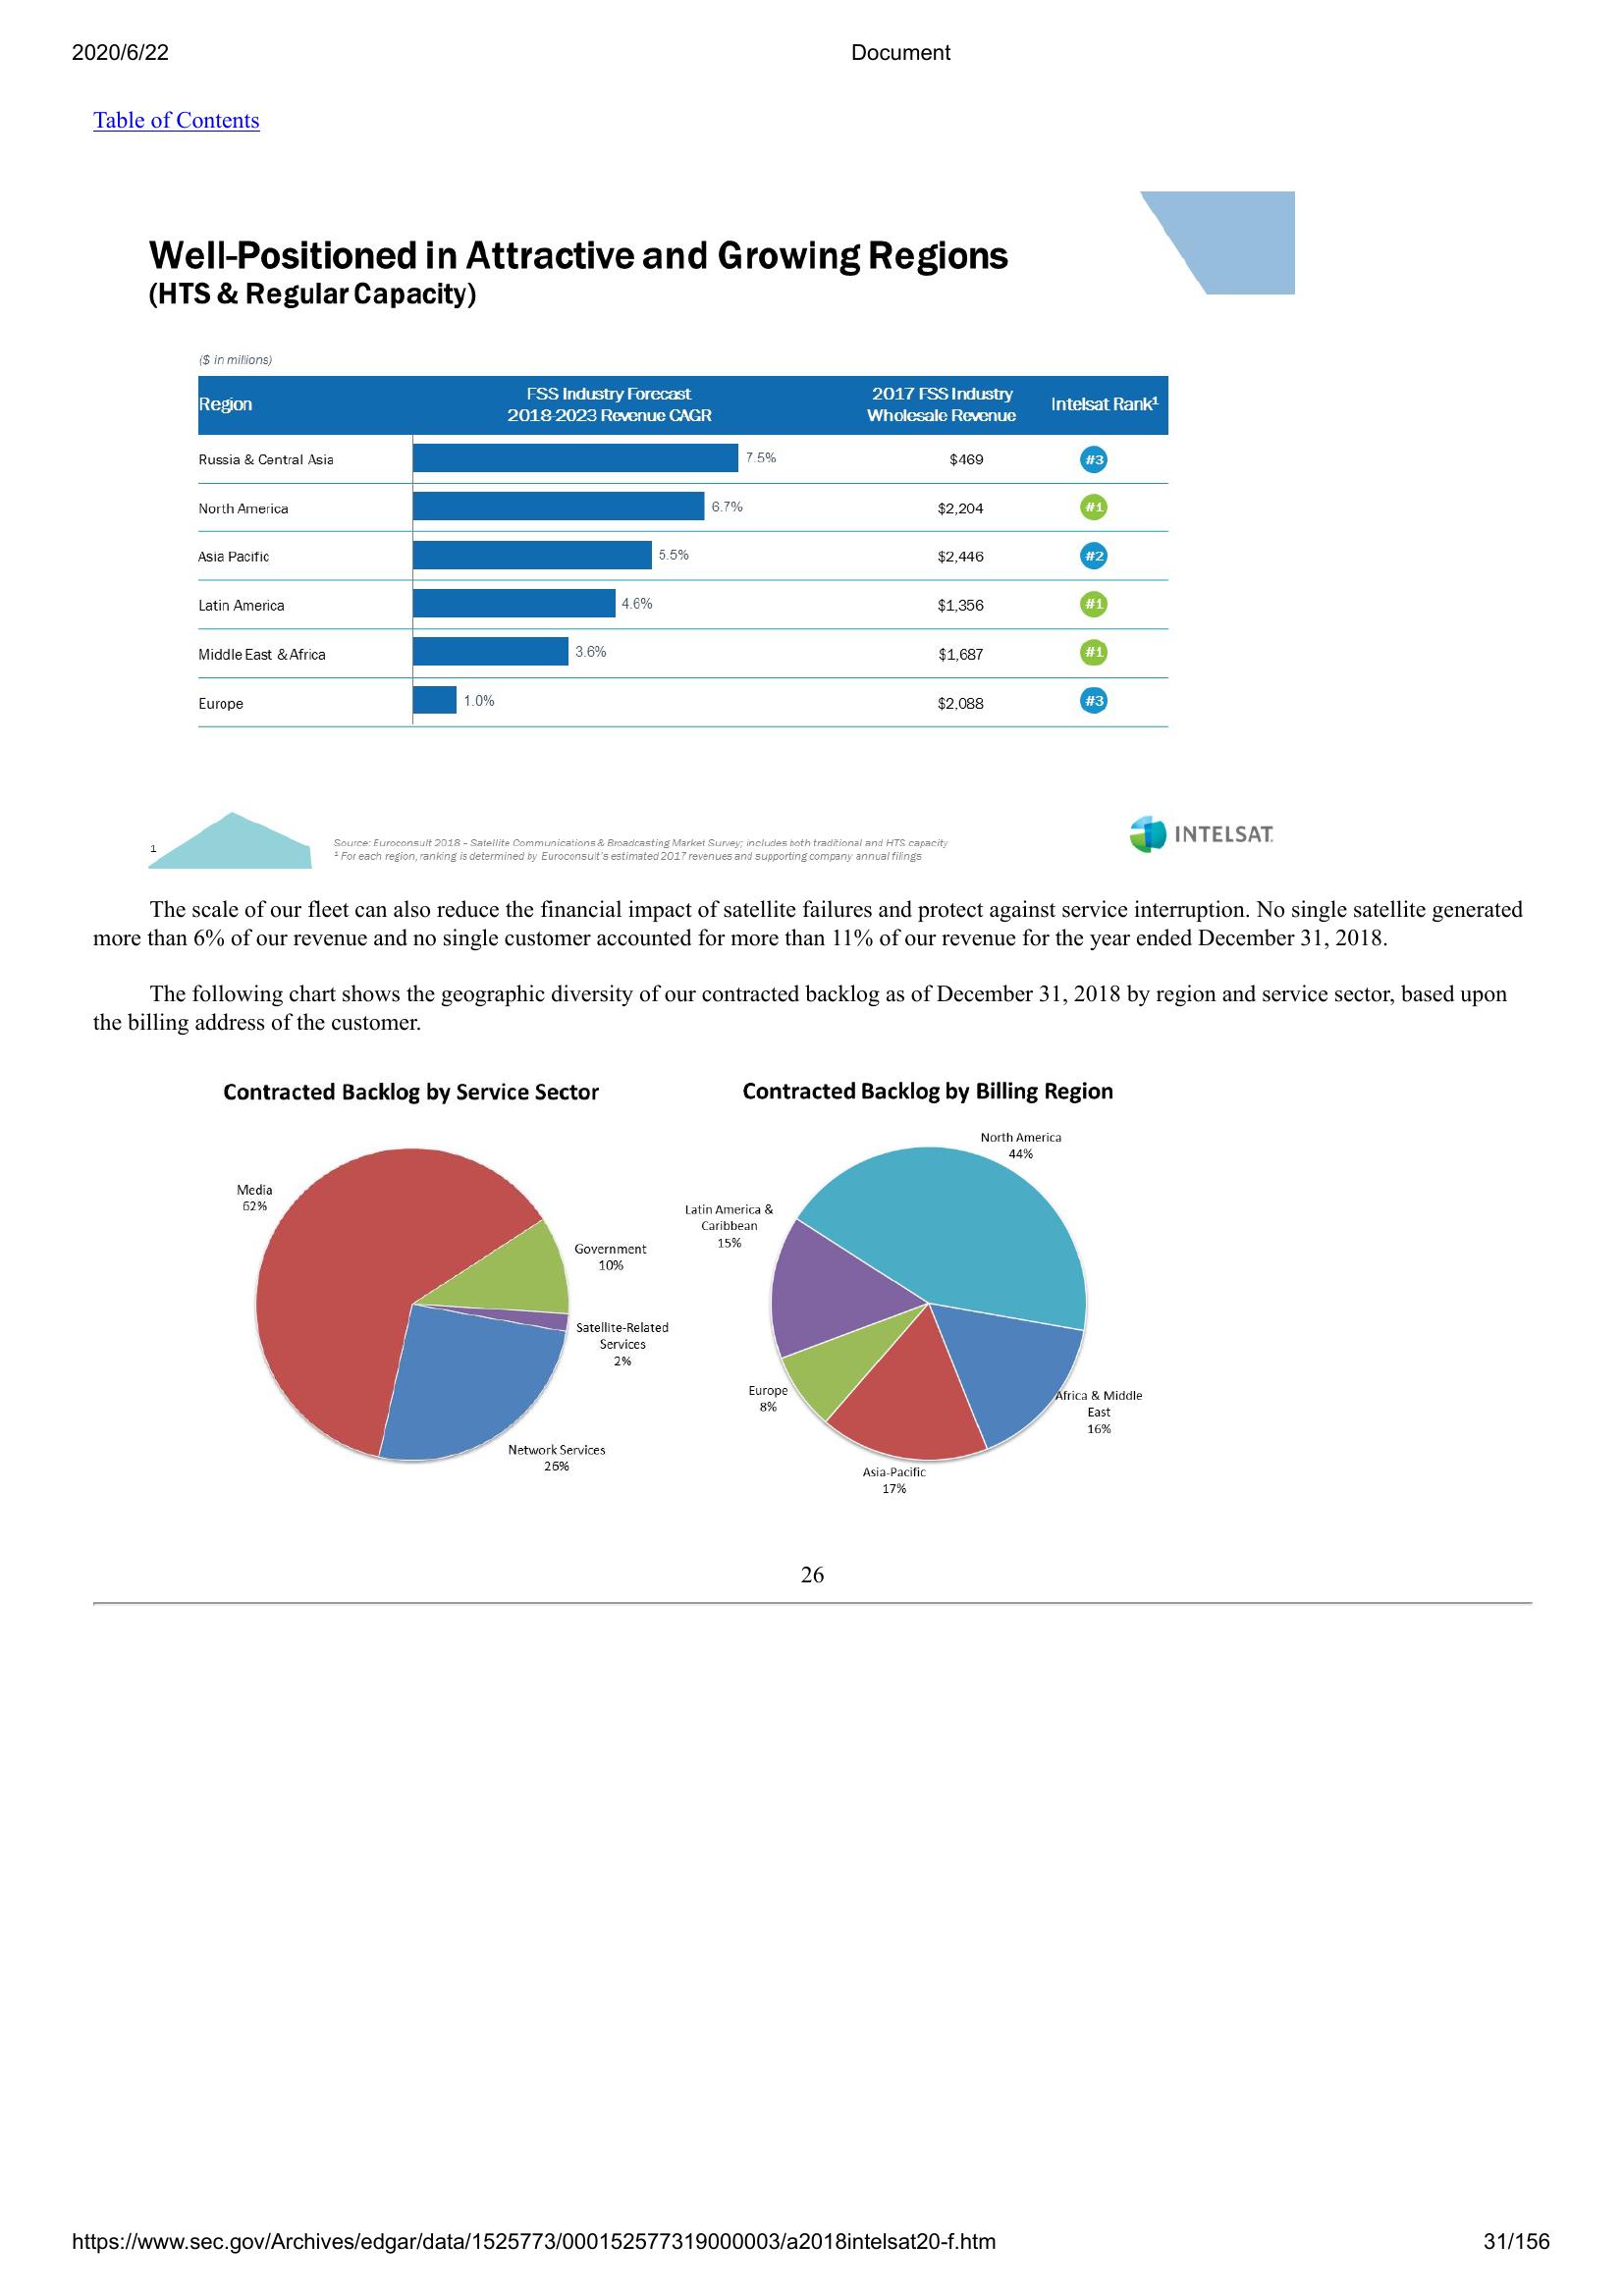 2020/6/22 Document
Table of Contents
Well-Positioned in Attractive and Growing Regions
(HTS & Regular Capacity)
($ in millions)
Region FSS Industry Forecast 2018-2023 Revenue CAGR 2017 FSS Industry Wholesale Revenue Intelsat Rank¹
Russia & Central Asia 7.5% $469 #3
North America 6.7% $2,204 #1
Asia Pacific 5.5% $2,446 #2
Latin America 4.6% $1,356 #1
Middle East & Africa 3.6% $1,687 #1
Europe 1.0% $2,088 #3
1
Source: Euroconsult 2018 – Satellite Communications & Broadcasting Market Survey; includes both traditional and HTS capacity
¹ For each region, ranking is determined by Euroconsult's estimated 2017 revenues and supporting company annual filings
INTELSAT.
The scale of our fleet can also reduce the financial impact of satellite failures and protect against service interruption. No single satellite generated
more than 6% of our revenue and no single customer accounted for more than 11% of our revenue for the year ended December 31, 2018.
The following chart shows the geographic diversity of our contracted backlog as of December 31, 2018 by region and service sector, based upon
the billing address of the customer.
Contracted Backlog by Service Sector
Media
62%
Government
10%
Satellite-Related
Services
2%
Network Services
26%
Contracted Backlog by Billing Region
North America
44%
Latin America &
Caribbean
15%
Europe
8%
Africa & Middle
East
16%
Asia-Pacific
17%
26
https://www.sec.gov/Archives/edgar/data/1525773/000152577319000003/a2018intelsat20-f.htm 31/156